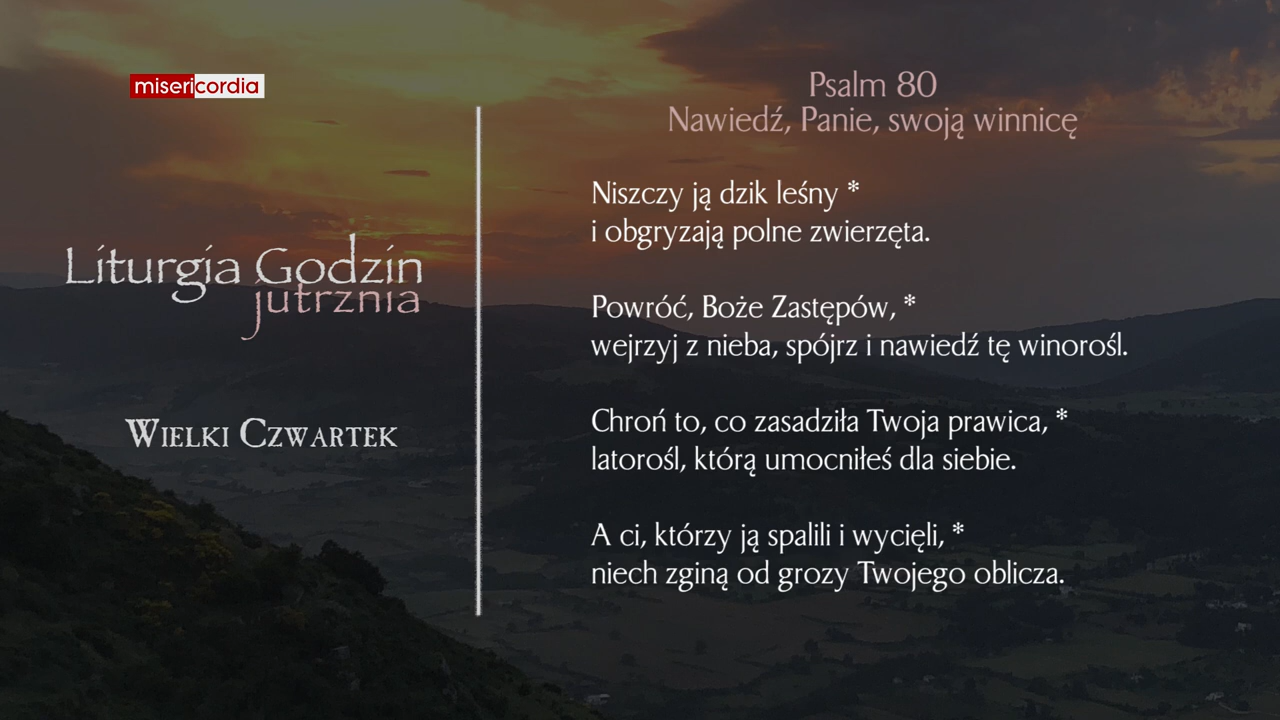 misericordia
Liturgia Godzin
jutrznia
Wielki Czwartek
Psalm 80
Nawiedź, Panie, swoją winnicę
Niszczy ją dzik leśny *
i obgryzają polne zwierzęta.
Powróć, Boże Zastępów, *
wejrzyj z nieba, spójrz i nawiedź tę winorośl.
Chroń to, co zasadziła Twoja prawica, *
latorośl, którą umocniłeś dla siebie.
A ci, którzy ją spalili i wycięli, *
niech zginą od grozy Twojego oblicza.